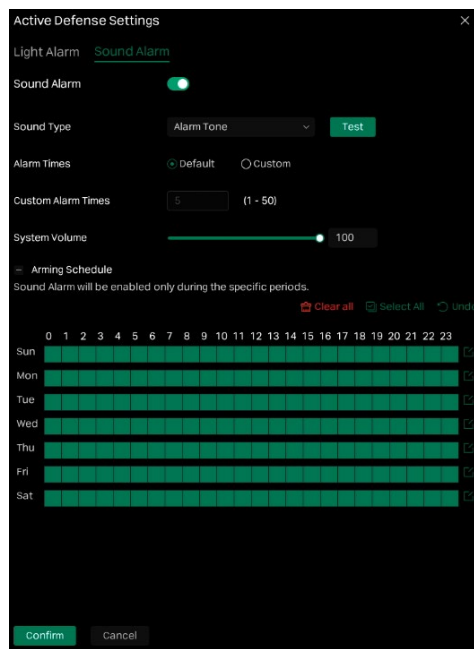 Active Defense Settings
Light Alarm Sound Alarm
Sound Alarm
Sound Type Alarm Tone Test
Alarm Times Default Custom
Custom Alarm Times 5 (1 - 50)
System Volume 100
Arming Schedule
Sound Alarm will be enabled only during the specific periods.
Clear all Select All Undo
0 1 2 3 4 5 6 7 8 9 10 11 12 13 14 15 16 17 18 19 20 21 22 23
Sun
Mon
Tue
Wed
Thu
Fri
Sat
Confirm Cancel